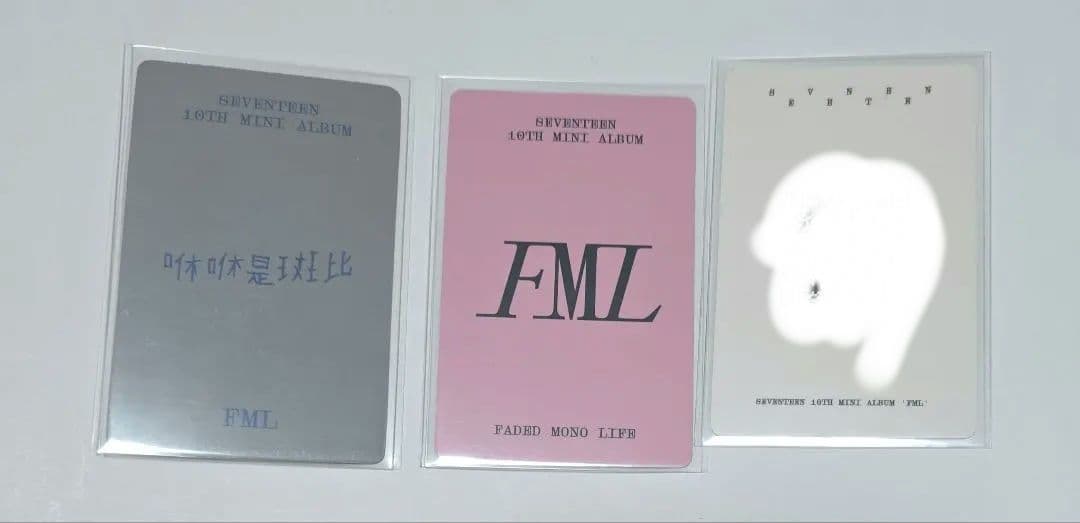 SEVENTEEN
10TH MINI ALBUM
咻咻是斑比
FML
SEVENTEEN
10TH MINI ALBUM
FML
FADED MONO LIFE
S V N E N
E E N T E
SEVENTEEN 10TH MINI ALBUM 'FML'